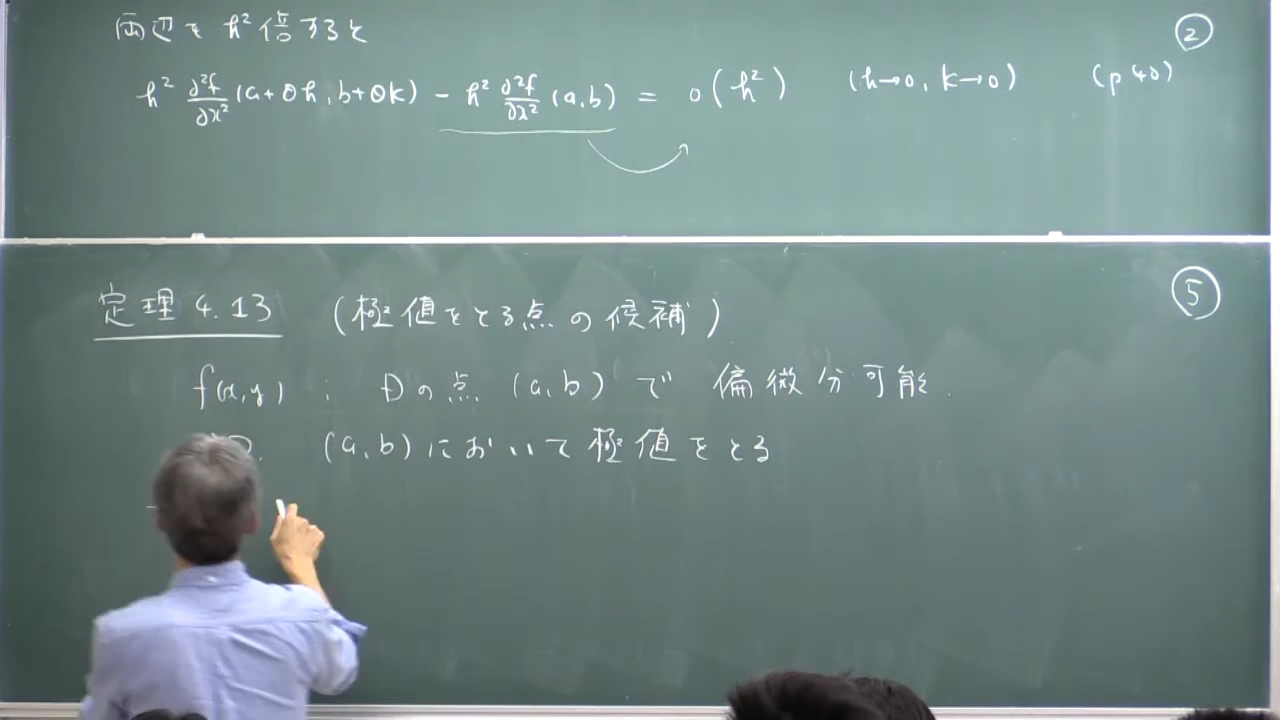 両辺を h² 倍すると ②
h² ∂²f/∂x² (a+θh, b+θk) − h² ∂²f/∂x² (a,b) = o(h²) (h→0, k→0) (p40)
定理 4.13 (極値をとる点の候補) ⑤
f(x,y) ; Dの点 (a,b) で 偏微分可能.
(a,b) において極値をとる